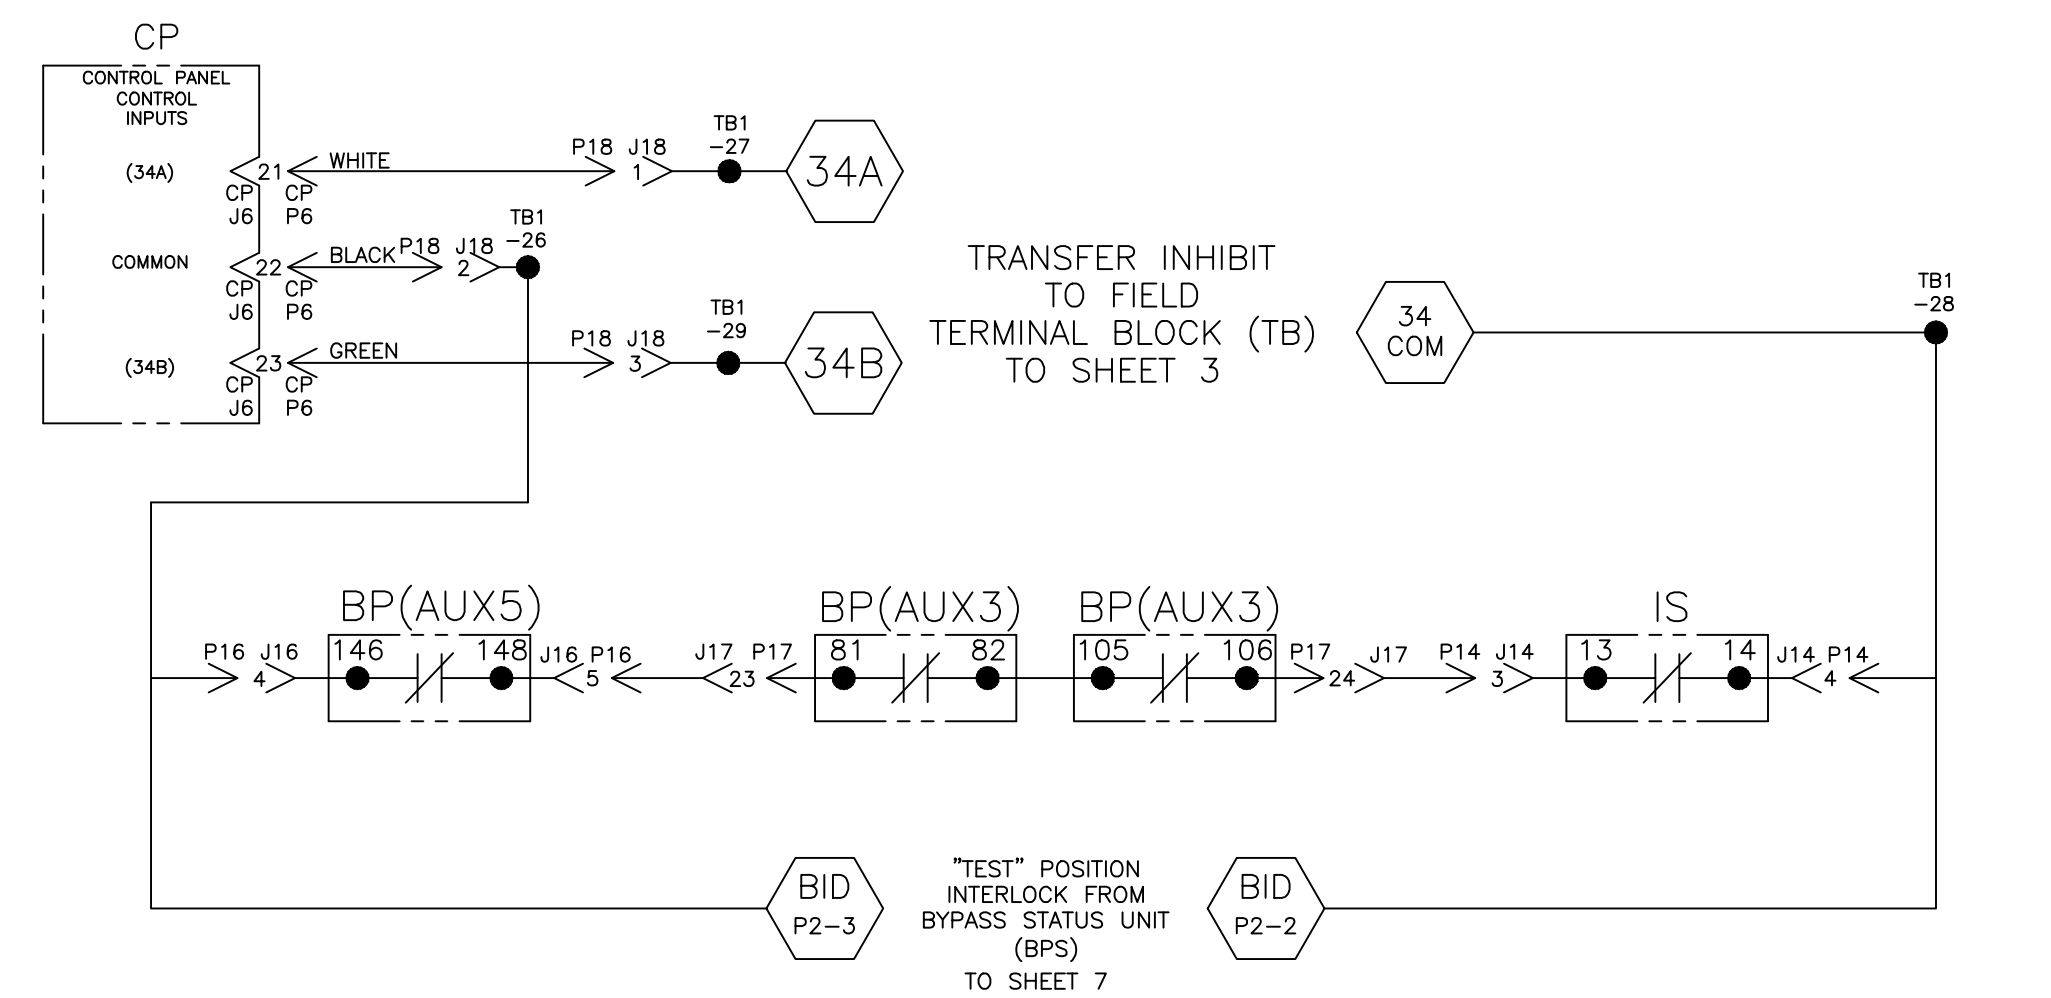 CP
CONTROL PANEL
CONTROL
INPUTS
(34A)
21
CP
J6
CP
P6
WHITE
P18
J18
1
TB1
-27
34A
COMMON
22
CP
J6
CP
P6
BLACK
P18
J18
2
TB1
-26
(34B)
23
CP
J6
CP
P6
GREEN
P18
J18
3
TB1
-29
34B
TRANSFER INHIBIT
TO FIELD
TERMINAL BLOCK (TB)
TO SHEET 3
34
COM
TB1
-28
BP(AUX5)
BP(AUX3)
BP(AUX3)
IS
P16
J16
4
146
148
J16
P16
5
J17
P17
23
81
82
105
106
P17
J17
24
P14
J14
3
13
14
J14
P14
4
BID
P2-3
"TEST" POSITION
INTERLOCK FROM
BYPASS STATUS UNIT
(BPS)
TO SHEET 7
BID
P2-2